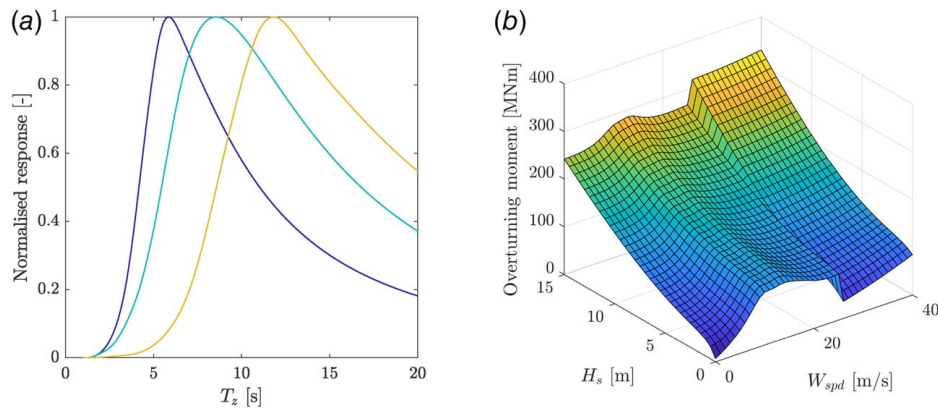 (a)
1
0.8
0.6
0.4
0.2
0
Normalised response [-]
0 5 10 15 20
T_z [s]
(b)
Overturning moment [MNm]
400
300
200
100
0
15
10
5
0
H_s [m]
0
20
40
W_spd [m/s]